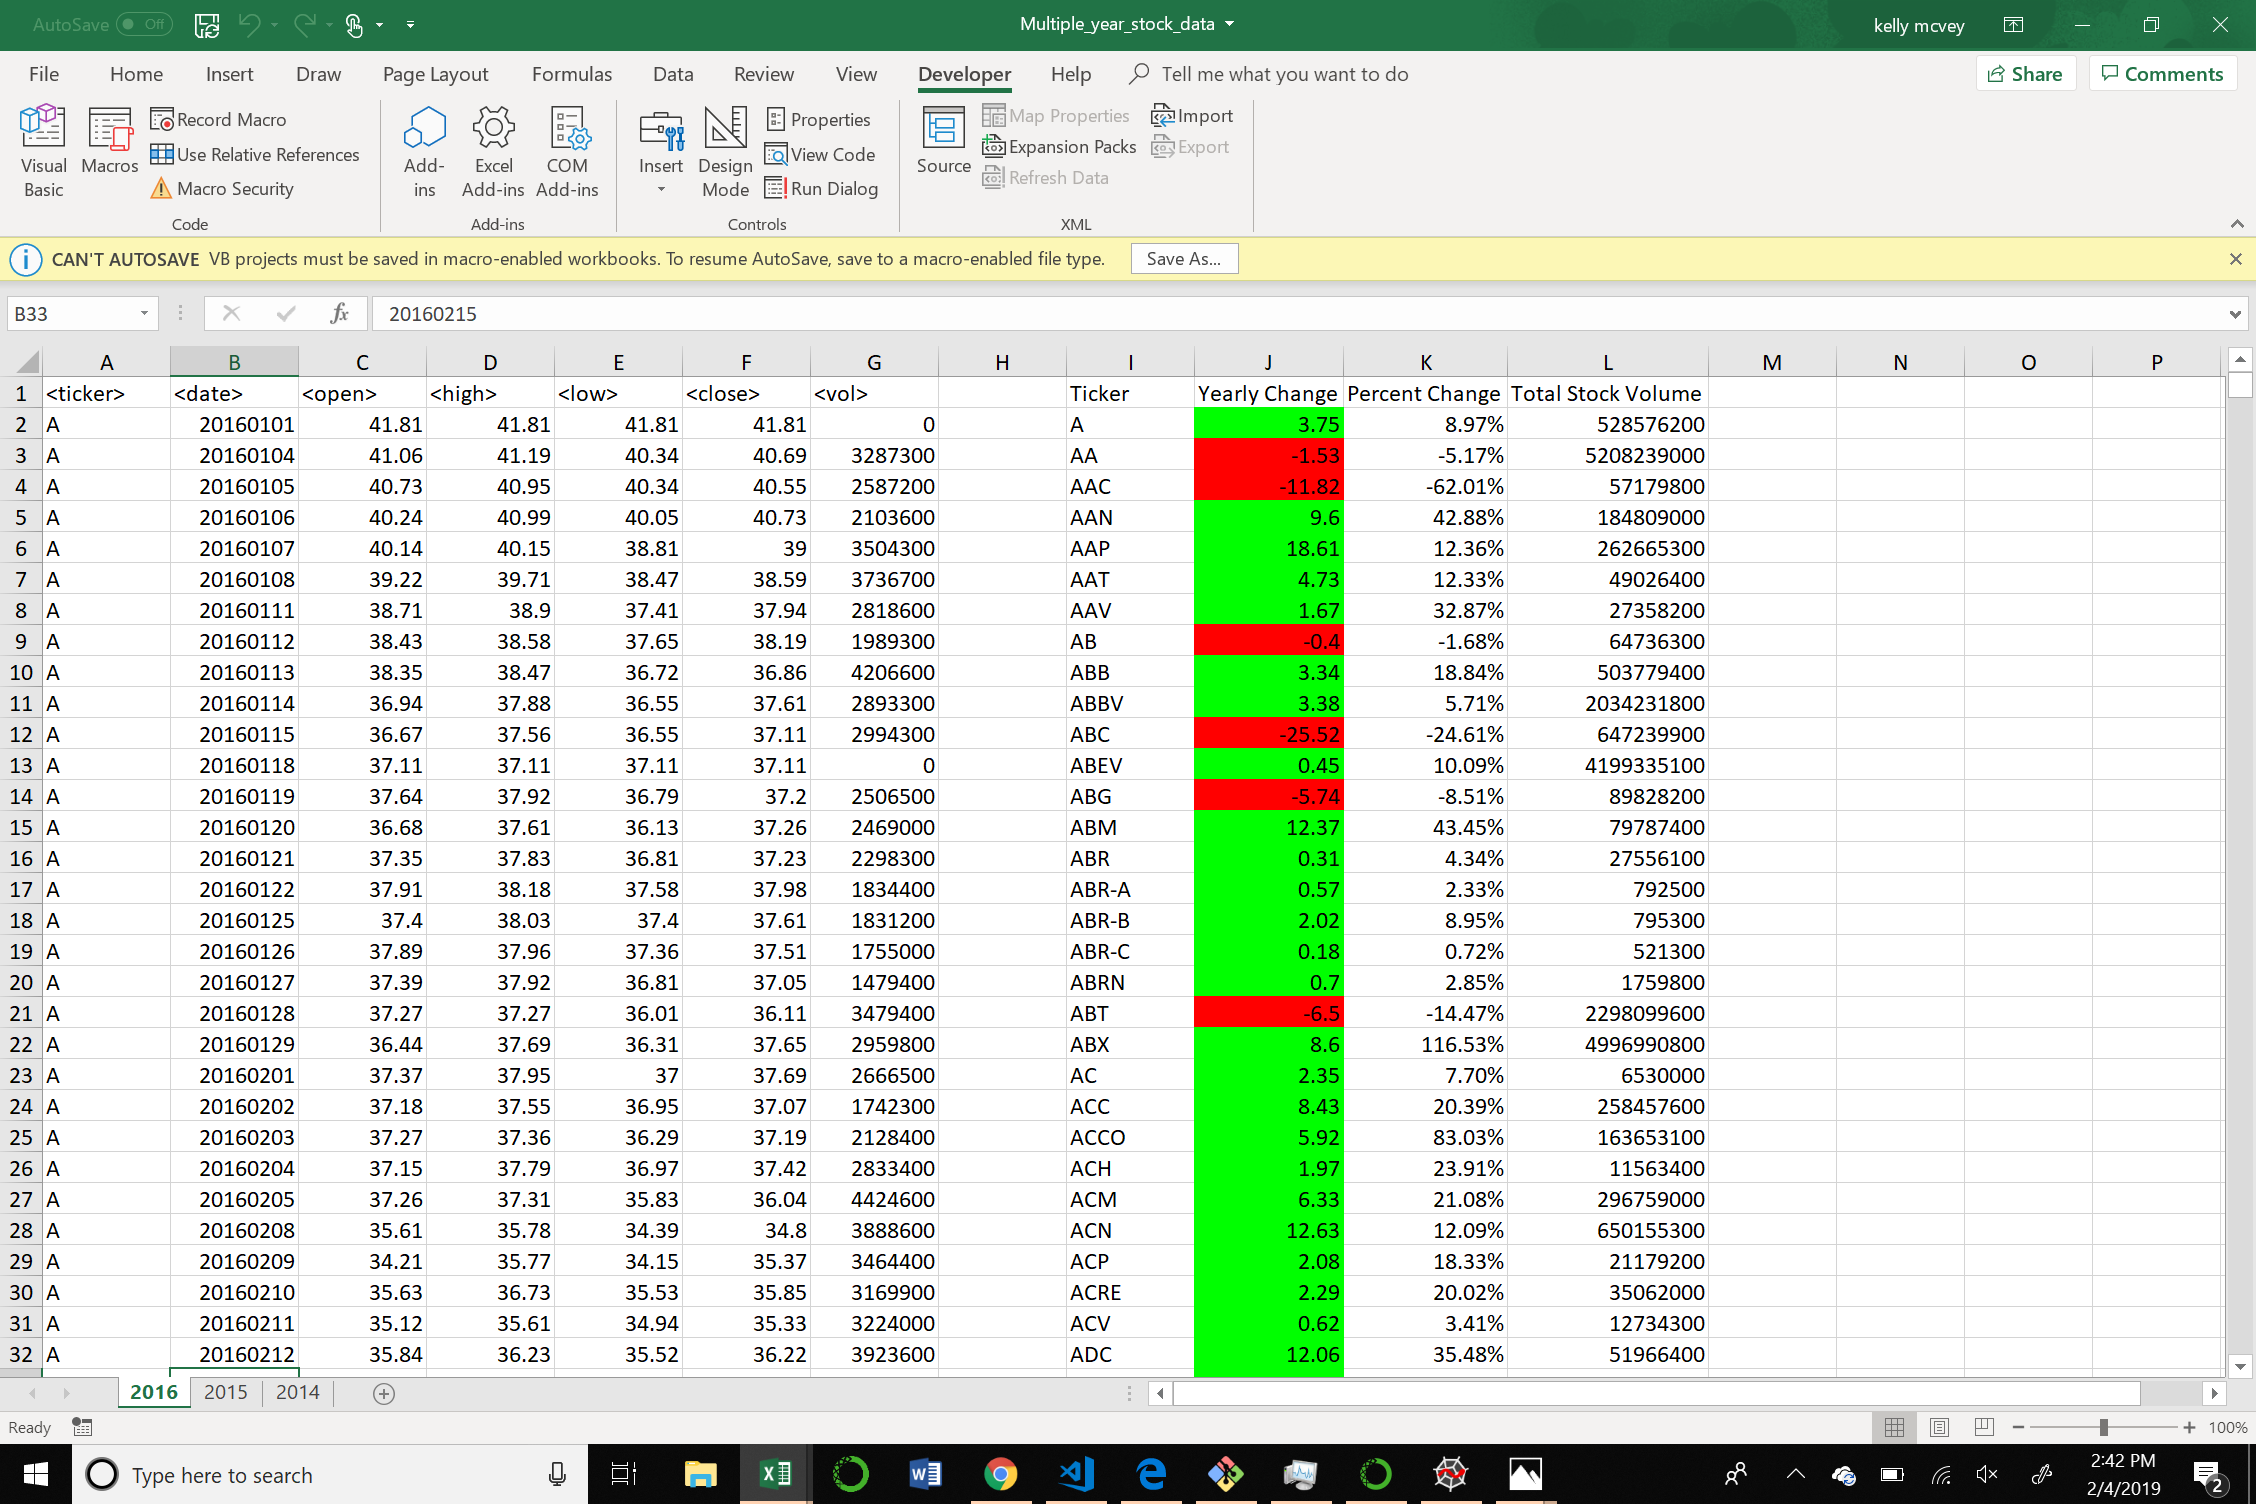 AutoSave Off Multiple_year_stock_data kelly mcvey
File Home Insert Draw Page Layout Formulas Data Review View Developer Help Tell me what you want to do Share Comments
Visual Basic Macros Record Macro Use Relative References Macro Security
Code
Add-ins Excel Add-ins COM Add-ins
Add-ins
Insert Design Mode Properties View Code Run Dialog
Controls
Source Map Properties Expansion Packs Refresh Data Import Export
XML
CAN'T AUTOSAVE VB projects must be saved in macro-enabled workbooks. To resume AutoSave, save to a macro-enabled file type. Save As...
B33 fx 20160215
A B C D E F G H I J K L M N O P
1 <ticker> <date> <open> <high> <low> <close> <vol> Ticker Yearly Change Percent Change Total Stock Volume
2 A 20160101 41.81 41.81 41.81 41.81 0 A 3.75 8.97% 528576200
3 A 20160104 41.06 41.19 40.34 40.69 3287300 AA -1.53 -5.17% 5208239000
4 A 20160105 40.73 40.95 40.34 40.55 2587200 AAC -11.82 -62.01% 57179800
5 A 20160106 40.24 40.99 40.05 40.73 2103600 AAN 9.6 42.88% 184809000
6 A 20160107 40.14 40.15 38.81 39 3504300 AAP 18.61 12.36% 262665300
7 A 20160108 39.22 39.71 38.47 38.59 3736700 AAT 4.73 12.33% 49026400
8 A 20160111 38.71 38.9 37.41 37.94 2818600 AAV 1.67 32.87% 27358200
9 A 20160112 38.43 38.58 37.65 38.19 1989300 AB -0.4 -1.68% 64736300
10 A 20160113 38.35 38.47 36.72 36.86 4206600 ABB 3.34 18.84% 503779400
11 A 20160114 36.94 37.88 36.55 37.61 2893300 ABBV 3.38 5.71% 2034231800
12 A 20160115 36.67 37.56 36.55 37.11 2994300 ABC -25.52 -24.61% 647239900
13 A 20160118 37.11 37.11 37.11 37.11 0 ABEV 0.45 10.09% 4199335100
14 A 20160119 37.64 37.92 36.79 37.2 2506500 ABG -5.74 -8.51% 89828200
15 A 20160120 36.68 37.61 36.13 37.26 2469000 ABM 12.37 43.45% 79787400
16 A 20160121 37.35 37.83 36.81 37.23 2298300 ABR 0.31 4.34% 27556100
17 A 20160122 37.91 38.18 37.58 37.98 1834400 ABR-A 0.57 2.33% 792500
18 A 20160125 37.4 38.03 37.4 37.61 1831200 ABR-B 2.02 8.95% 795300
19 A 20160126 37.89 37.96 37.36 37.51 1755000 ABR-C 0.18 0.72% 521300
20 A 20160127 37.39 37.92 36.81 37.05 1479400 ABRN 0.7 2.85% 1759800
21 A 20160128 37.27 37.27 36.01 36.11 3479400 ABT -6.5 -14.47% 2298099600
22 A 20160129 36.44 37.69 36.31 37.65 2959800 ABX 8.6 116.53% 4996990800
23 A 20160201 37.37 37.95 37 37.69 2666500 AC 2.35 7.70% 6530000
24 A 20160202 37.18 37.55 36.95 37.07 1742300 ACC 8.43 20.39% 258457600
25 A 20160203 37.27 37.36 36.29 37.19 2128400 ACCO 5.92 83.03% 163653100
26 A 20160204 37.15 37.79 36.97 37.42 2833400 ACH 1.97 23.91% 11563400
27 A 20160205 37.26 37.31 35.83 36.04 4424600 ACM 6.33 21.08% 296759000
28 A 20160208 35.61 35.78 34.39 34.8 3888600 ACN 12.63 12.09% 650155300
29 A 20160209 34.21 35.77 34.15 35.37 3464400 ACP 2.08 18.33% 21179200
30 A 20160210 35.63 36.73 35.53 35.85 3169900 ACRE 2.29 20.02% 35062000
31 A 20160211 35.12 35.61 34.94 35.33 3224000 ACV 0.62 3.41% 12734300
32 A 20160212 35.84 36.23 35.52 36.22 3923600 ADC 12.06 35.48% 51966400
2016 2015 2014
Ready 100%
Type here to search 2:42 PM
2/4/2019 2